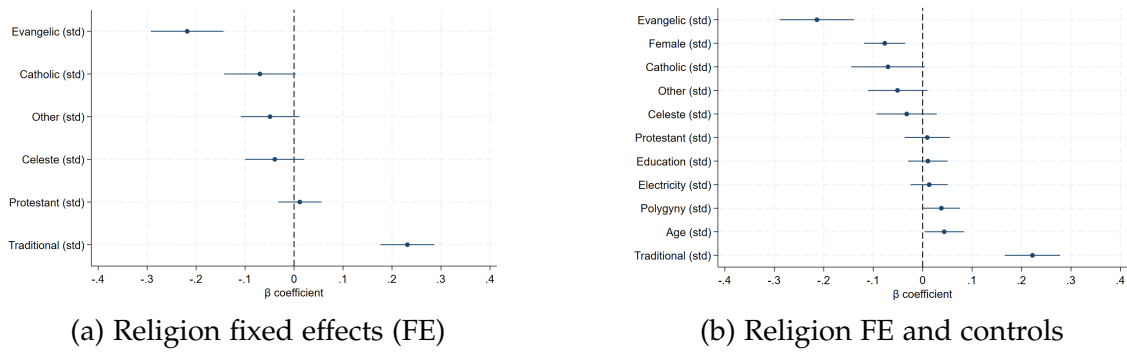 Evangelic (std)
Catholic (std)
Other (std)
Celeste (std)
Protestant (std)
Traditional (std)
-.4 -.3 -.2 -.1 0 .1 .2 .3 .4
β coefficient
(a) Religion fixed effects (FE)
Evangelic (std)
Female (std)
Catholic (std)
Other (std)
Celeste (std)
Protestant (std)
Education (std)
Electricity (std)
Polygyny (std)
Age (std)
Traditional (std)
-.4 -.3 -.2 -.1 0 .1 .2 .3 .4
β coefficient
(b) Religion FE and controls